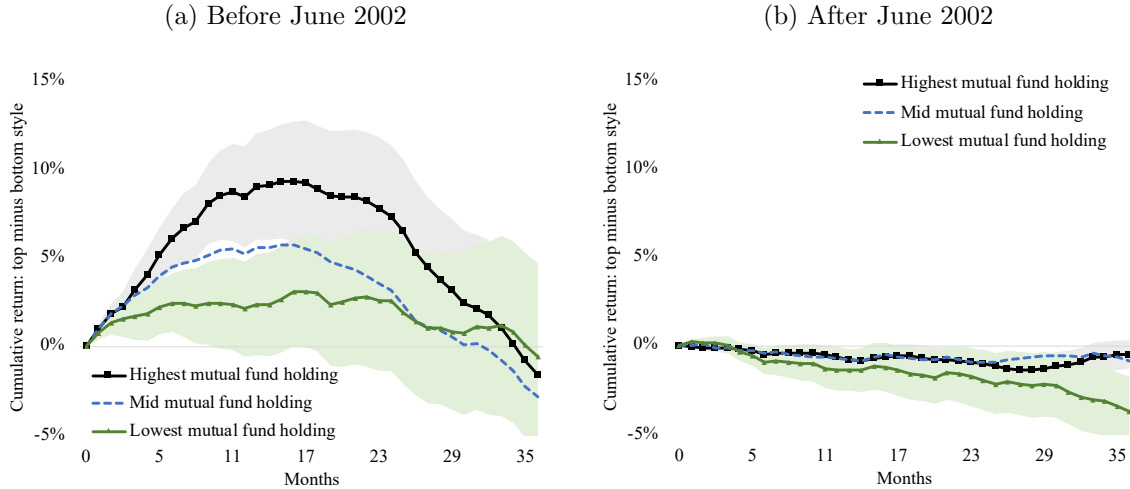 (a) Before June 2002
Cumulative return: top minus bottom style
15%
10%
5%
0%
-5%
Highest mutual fund holding
Mid mutual fund holding
Lowest mutual fund holding
0 5 11 17 23 29 35
Months
(b) After June 2002
Cumulative return: top minus bottom style
15%
10%
5%
0%
-5%
Highest mutual fund holding
Mid mutual fund holding
Lowest mutual fund holding
0 5 11 17 23 29 35
Months